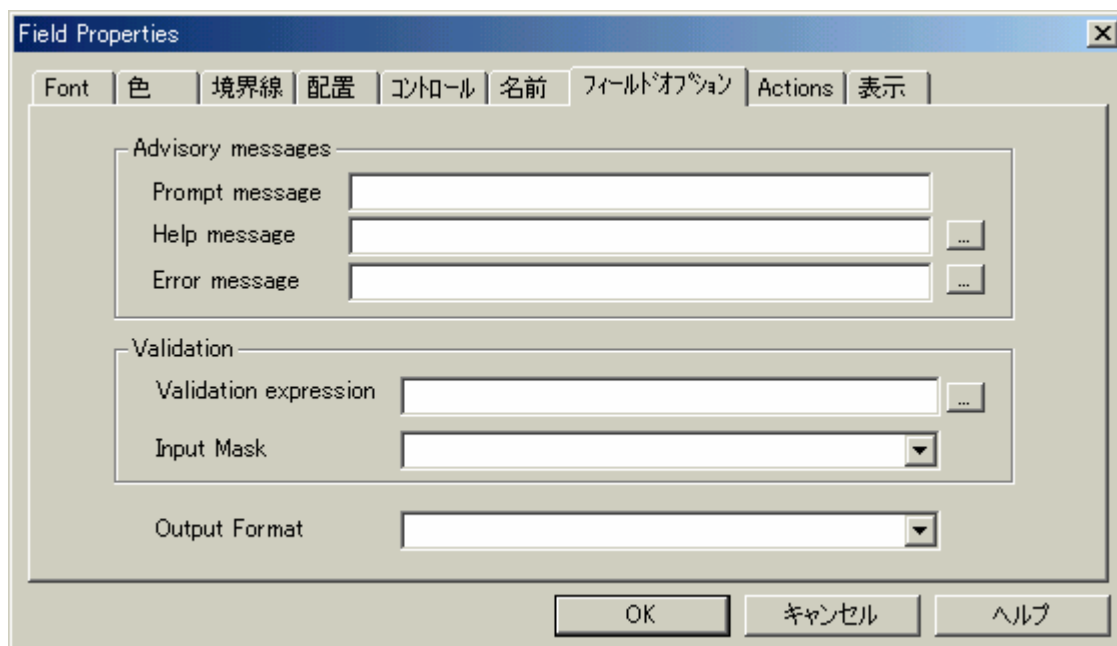 Field Properties
Font 色 境界線 配置 ｺﾝﾄﾛｰﾙ 名前 ﾌｨｰﾙﾄﾞｵﾌﾟｼｮﾝ Actions 表示
Advisory messages
Prompt message
Help message ...
Error message ...
Validation
Validation expression ...
Input Mask
Output Format
OK キャンセル ヘルプ